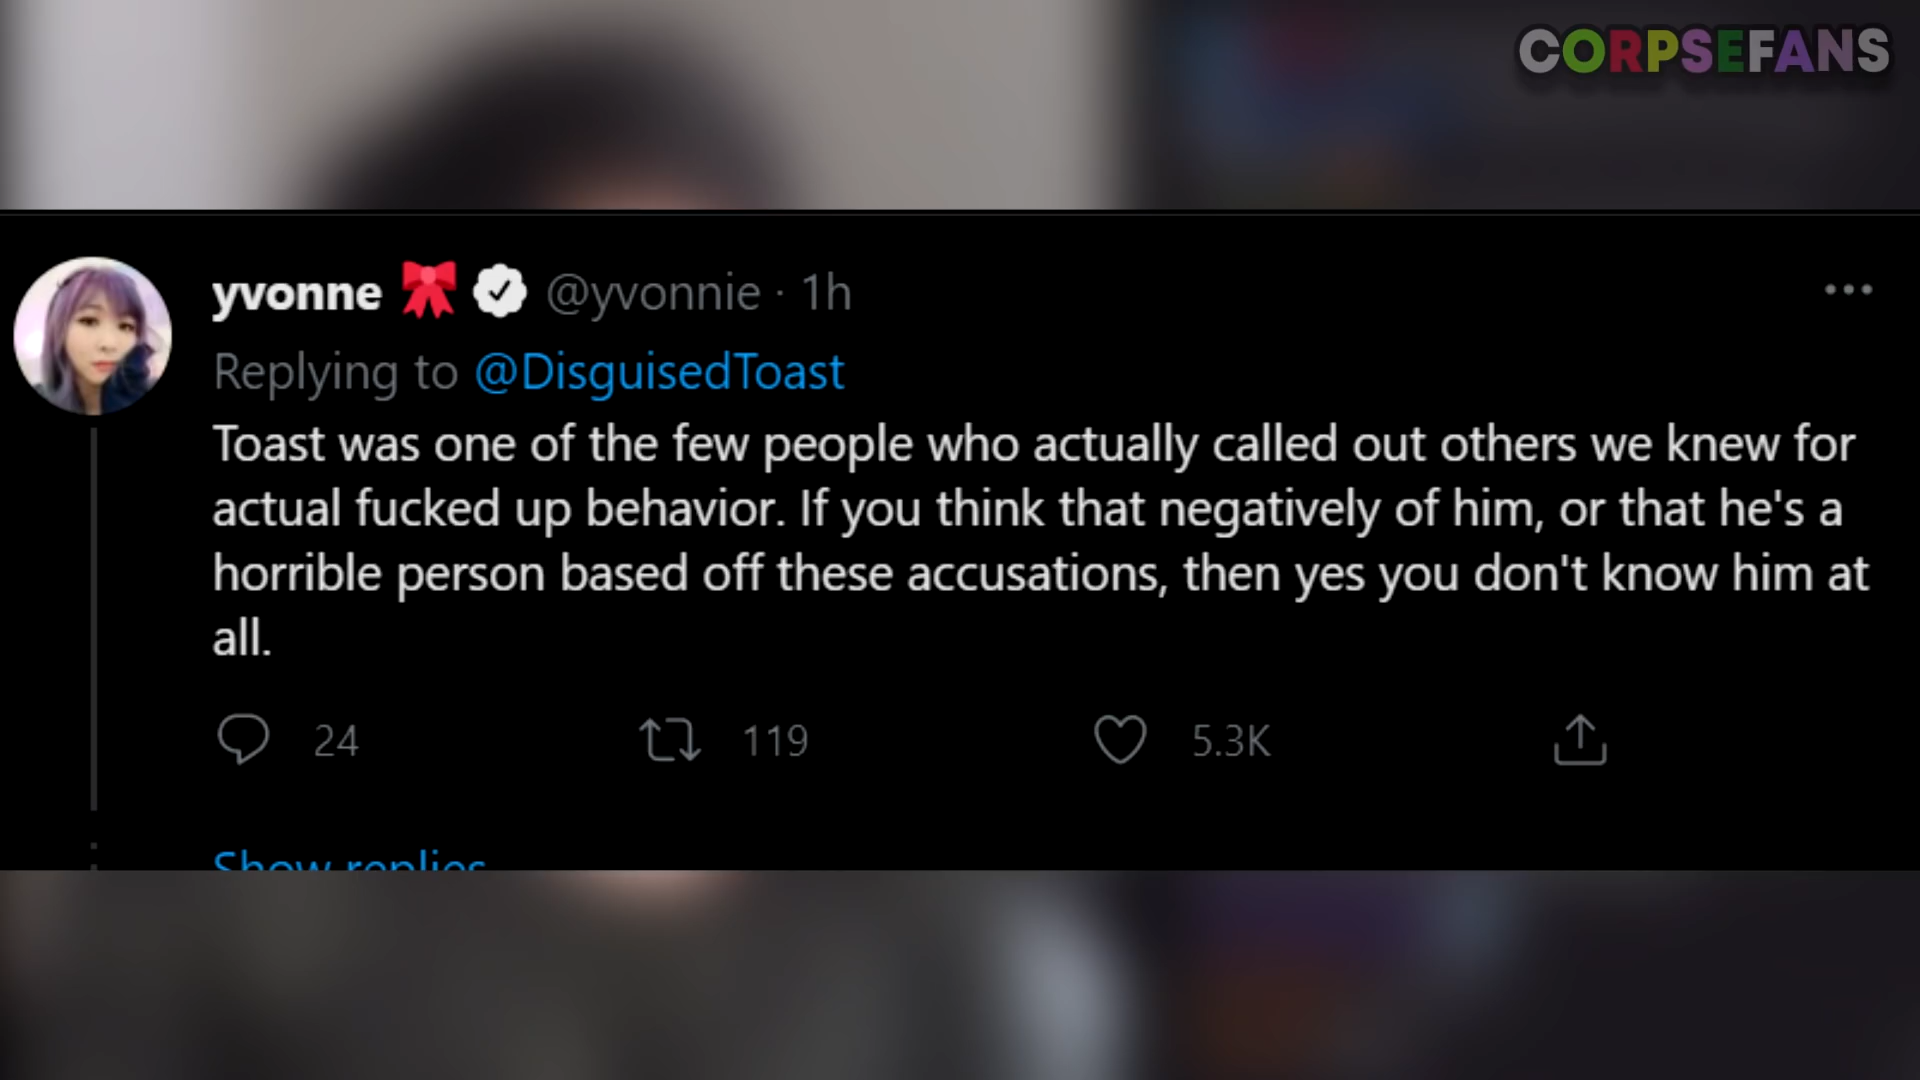 CORPSEFANS
yvonne 🎀 @yvonnie · 1h
Replying to @DisguisedToast
Toast was one of the few people who actually called out others we knew for
actual fucked up behavior. If you think that negatively of him, or that he's a
horrible person based off these accusations, then yes you don't know him at
all.
24 119 5.3K
Show replies